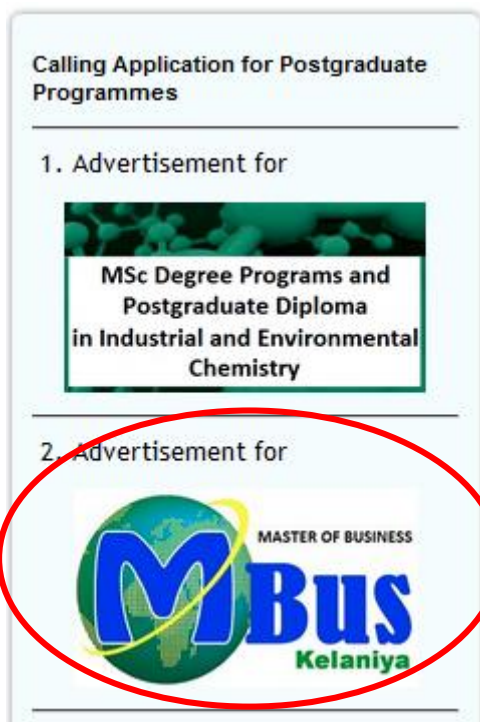 Calling Application for Postgraduate
Programmes
1. Advertisement for
MSc Degree Programs and
Postgraduate Diploma
in Industrial and Environmental
Chemistry
2. Advertisement for
MASTER OF BUSINESS
MBus
Kelaniya